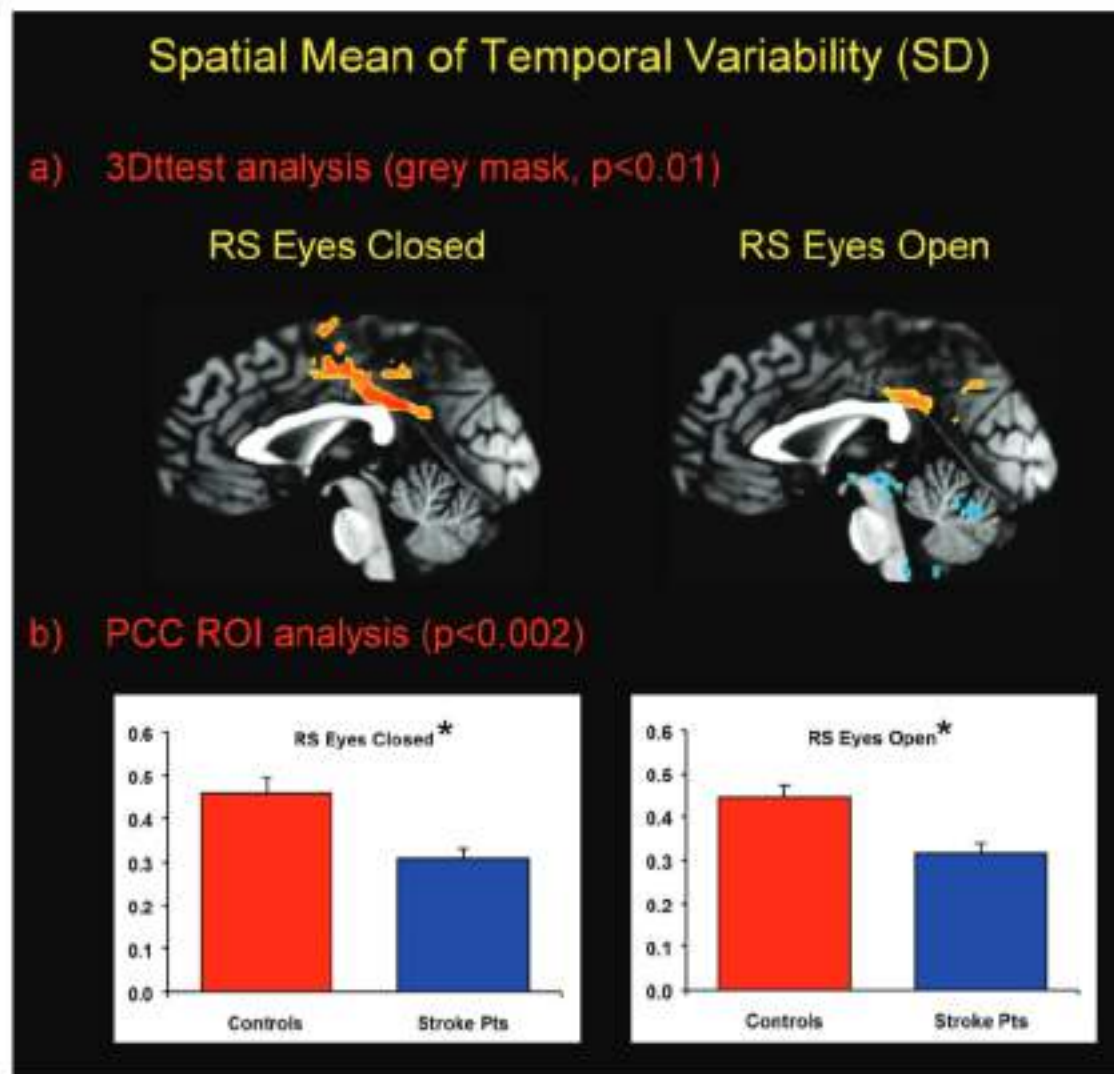 Spatial Mean of Temporal Variability (SD)
a) 3Dttest analysis (grey mask, p<0.01)
RS Eyes Closed
RS Eyes Open
b) PCC ROI analysis (p<0.002)
RS Eyes Closed*
0.6
0.5
0.4
0.3
0.2
0.1
0.0
Controls
Stroke Pts
RS Eyes Open*
0.6
0.5
0.4
0.3
0.2
0.1
0.0
Controls
Stroke Pts